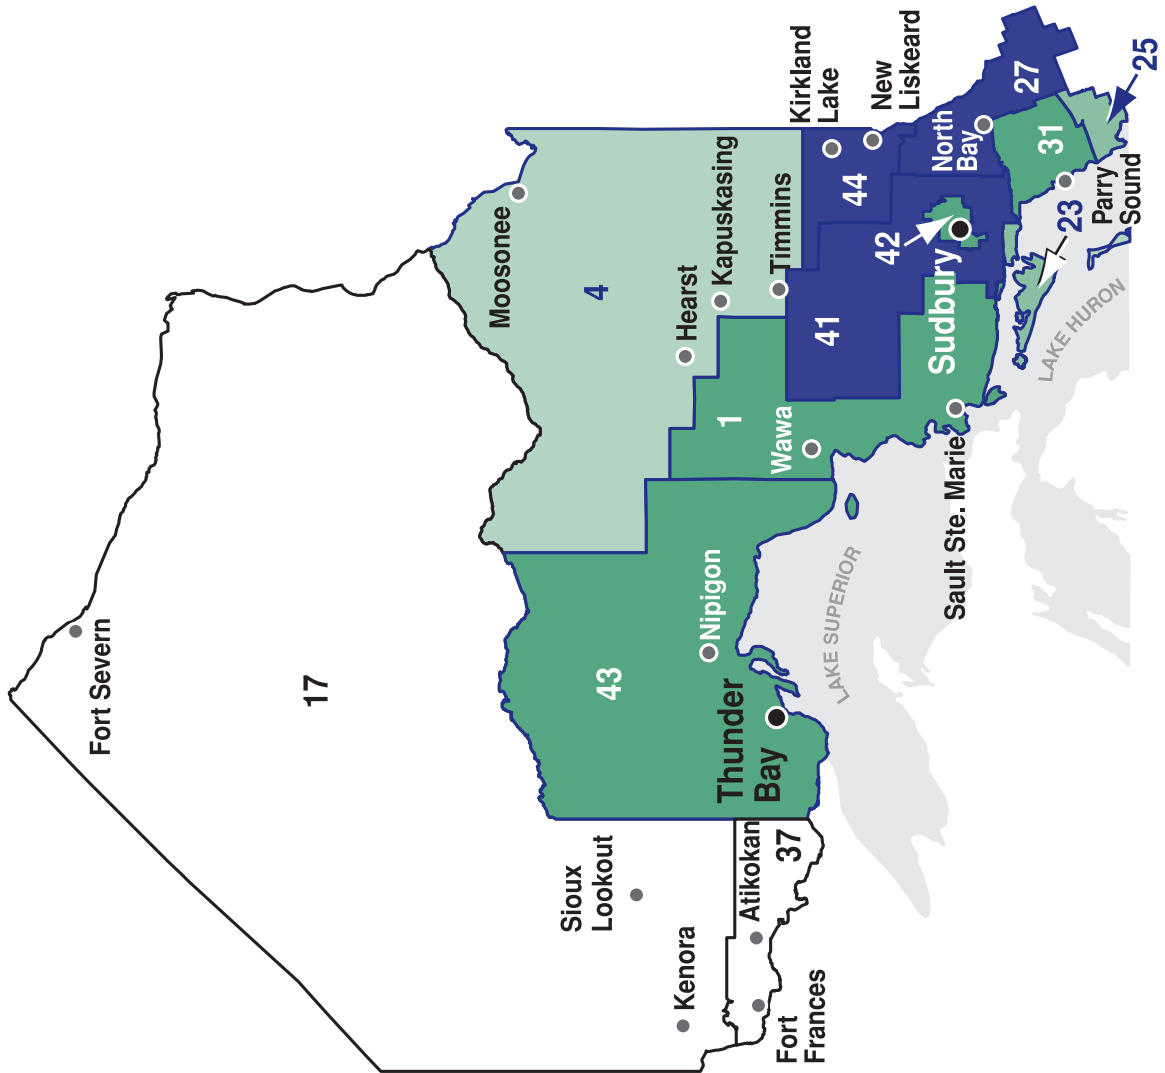 Fort Severn
17
Moosonee
4
Hearst
Kapuskasing
Timmins
Kirkland
Lake
New
Liskeard
44
41
42
North
Bay
27
25
31
Parry
Sound
23
Sudbury
LAKE HURON
1
Wawa
Sault Ste. Marie
LAKE SUPERIOR
43
Nipigon
Thunder
Bay
Sioux
Lookout
Kenora
Atikokan
37
Fort
Frances